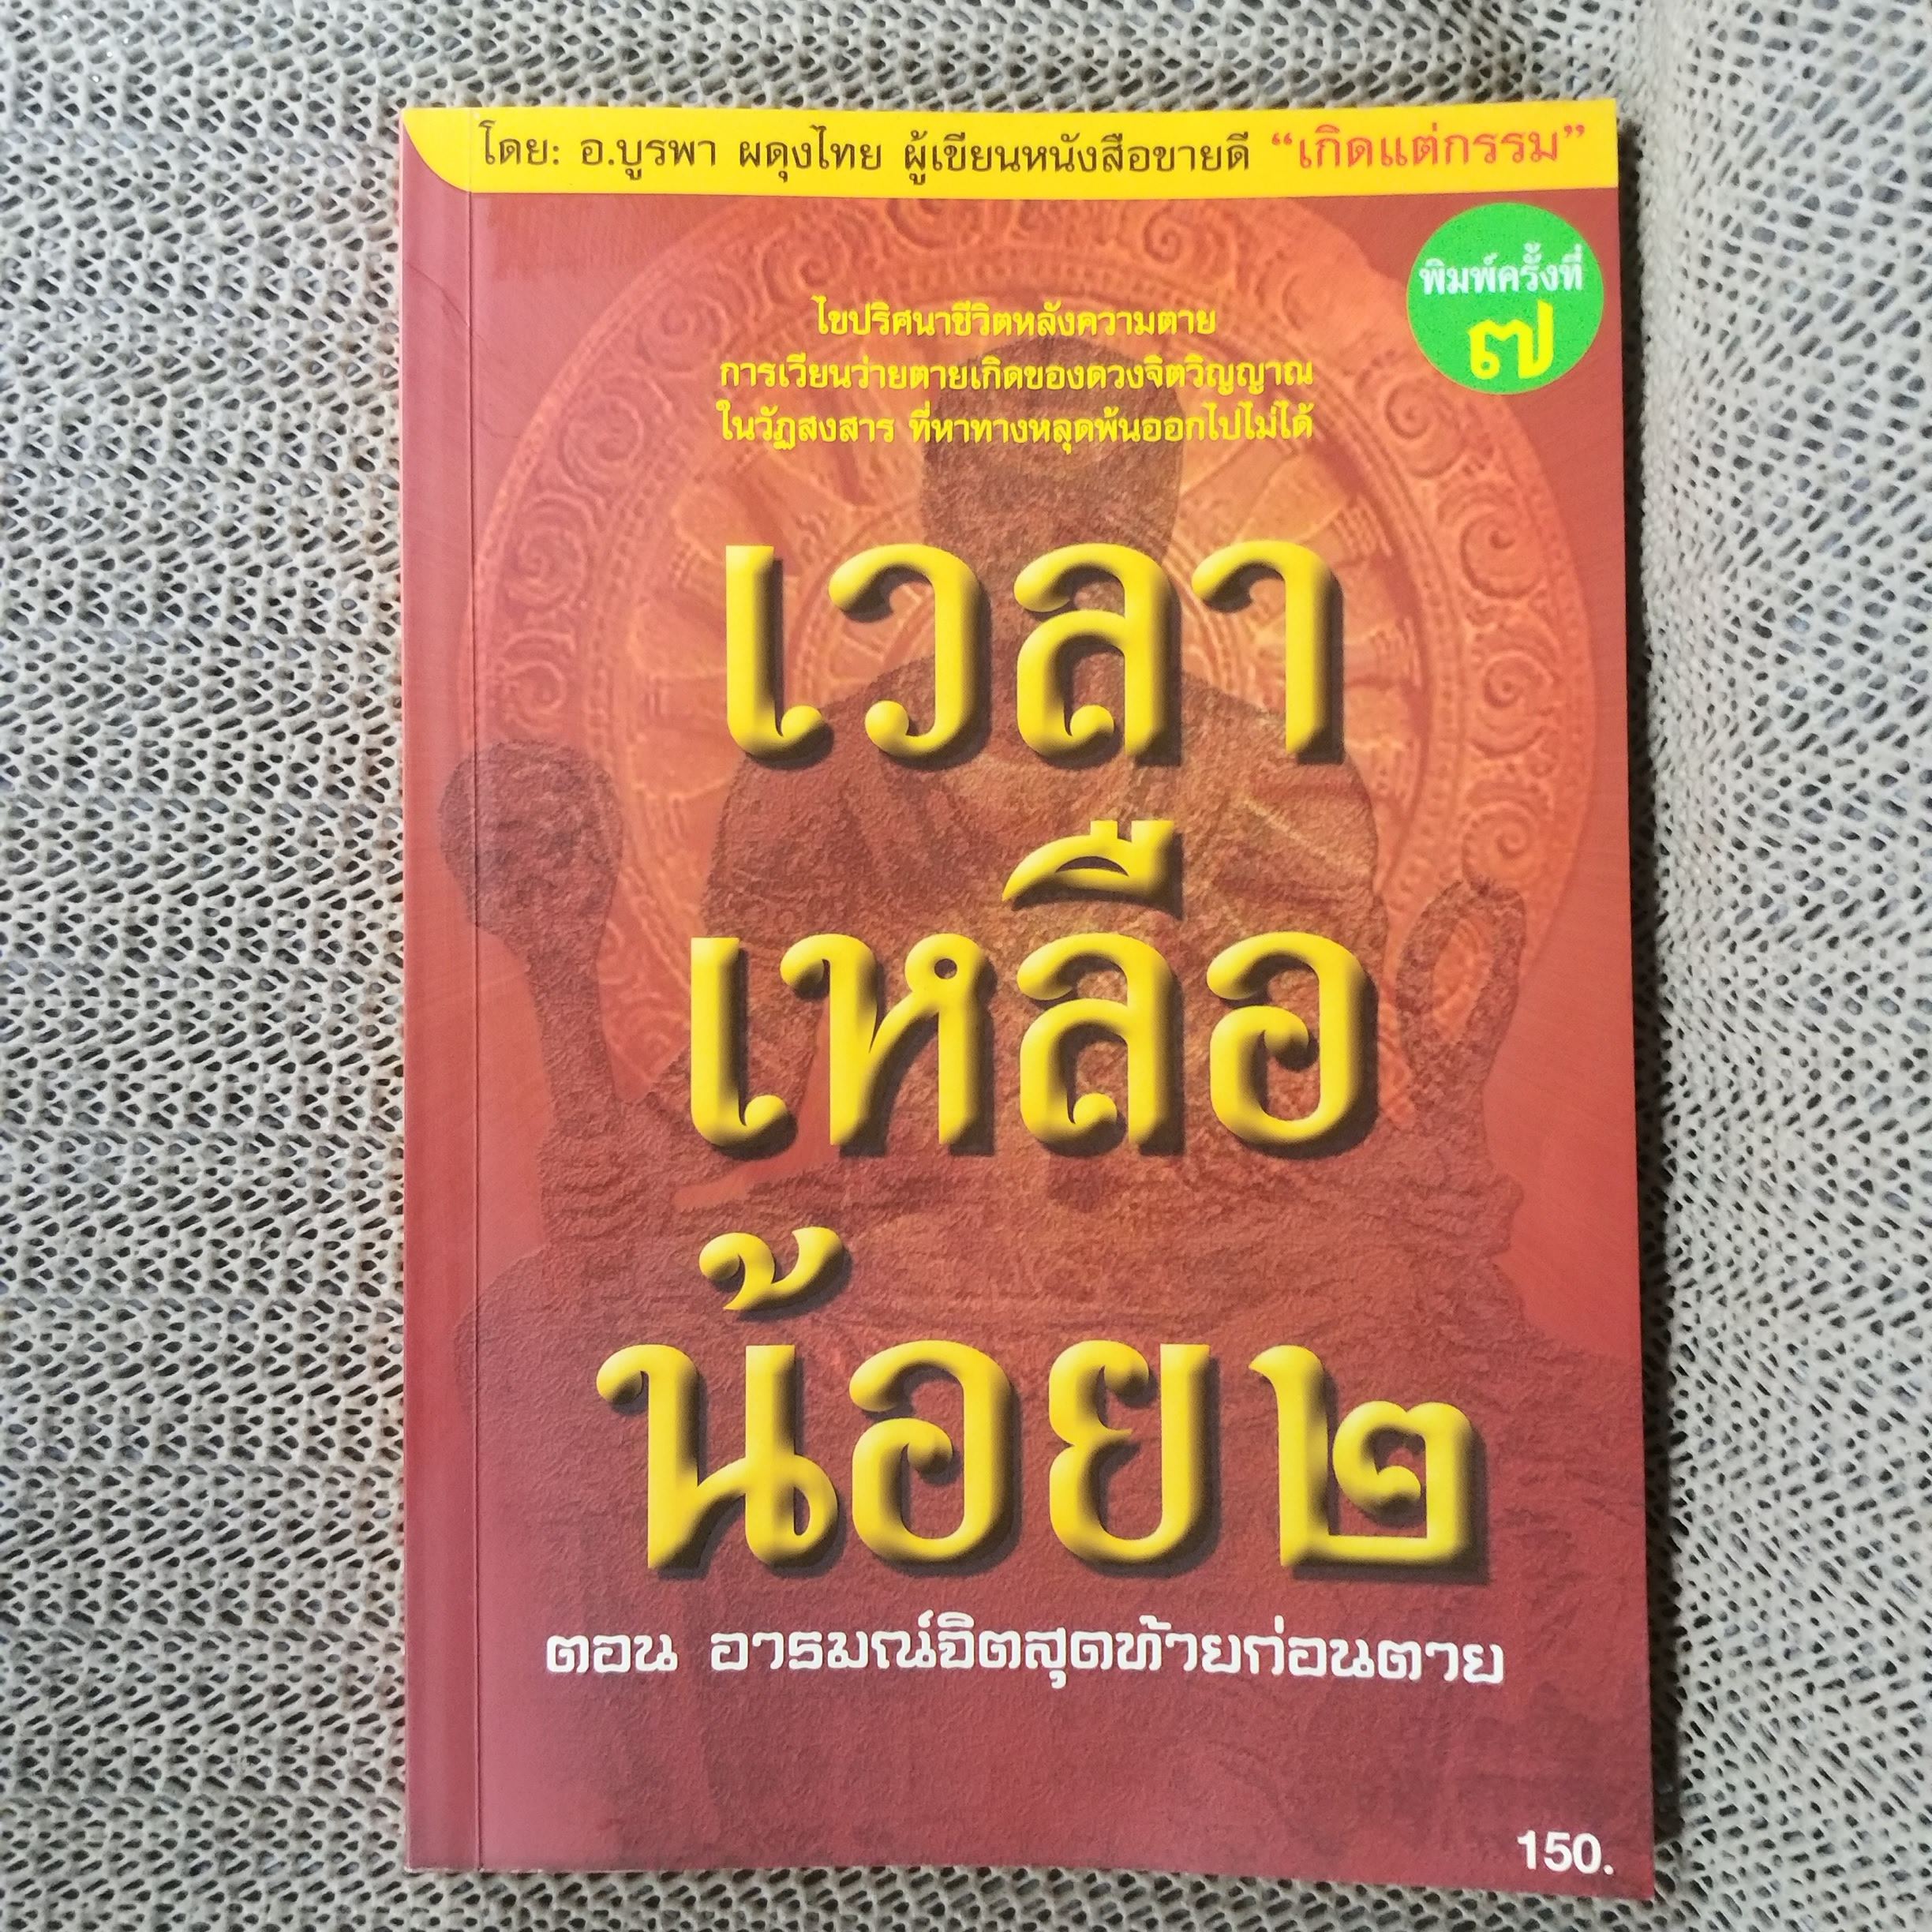 โดย: อ.บูรพา ผดุงไทย ผู้เขียนหนังสือขายดี “เกิดแต่กรรม”
พิมพ์ครั้งที่
๗
ไขปริศนาชีวิตหลังความตาย
การเวียนว่ายตายเกิดของดวงจิตวิญญาณ
ในวัฏสงสาร ที่หาทางหลุดพ้นออกไปไม่ได้
เวลา
เหลือ
น้อย๒
ตอน อารมณ์จิตสุดท้ายก่อนตาย
150.